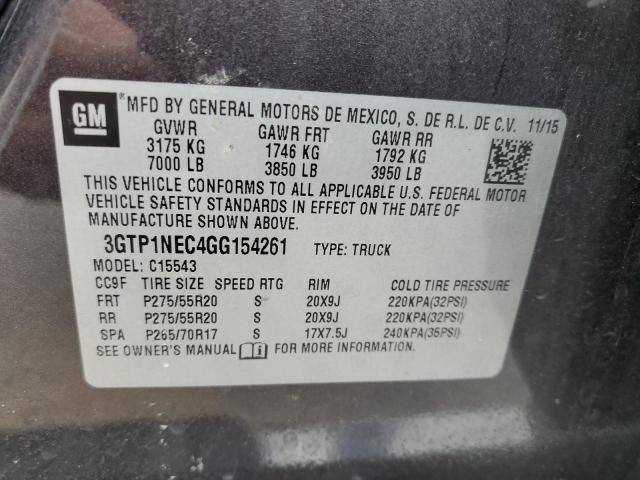 GM ®MFD BY GENERAL MOTORS DE MEXICO, S. DE R.L. DE C.V. 11/15
GVWR GAWR FRT GAWR RR
3175 KG 1746 KG 1792 KG
7000 LB 3850 LB 3950 LB
THIS VEHICLE CONFORMS TO ALL APPLICABLE U.S. FEDERAL MOTOR
VEHICLE SAFETY STANDARDS IN EFFECT ON THE DATE OF
MANUFACTURE SHOWN ABOVE.
3GTP1NEC4GG154261 TYPE: TRUCK
MODEL: C15543
CC9F TIRE SIZE SPEED RTG RIM COLD TIRE PRESSURE
FRT P275/55R20 S 20X9J 220KPA(32PSI)
RR P275/55R20 S 20X9J 220KPA(32PSI)
SPA P265/70R17 S 17X7.5J 240KPA(35PSI)
SEE OWNER'S MANUAL FOR MORE INFORMATION.